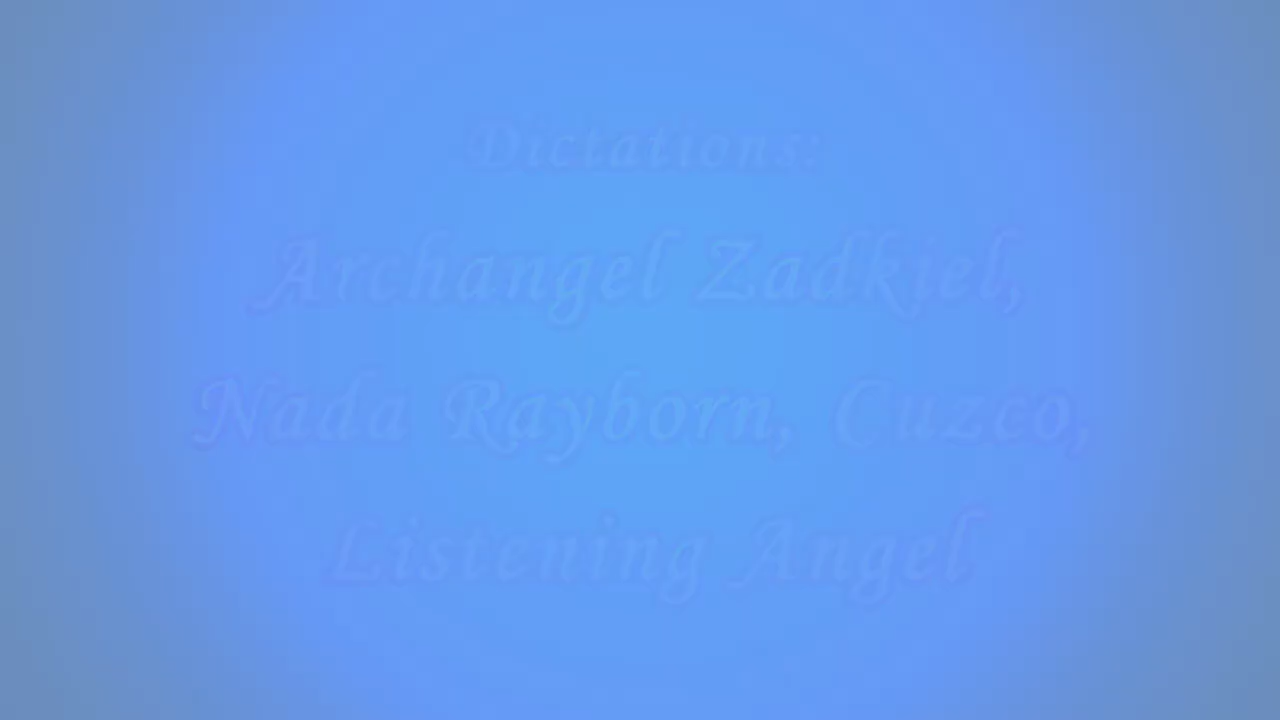 Dictations:
Archangel Zadkiel,
Nada Rayborn, Cuzco,
Listening Angel